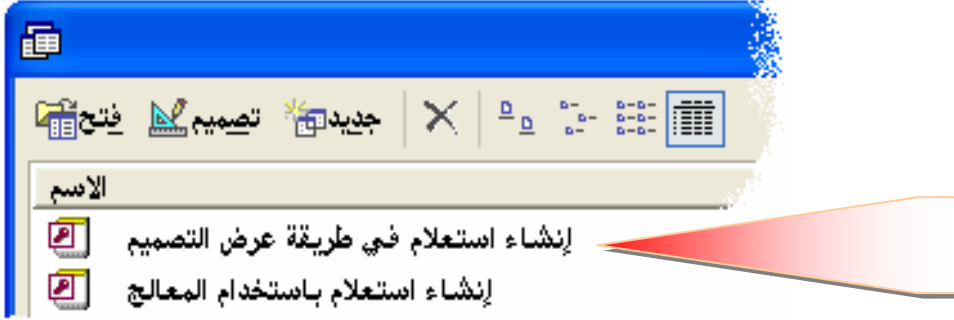 فتح تصميم جديد
الاسم
إنشاء استعلام في طريقة عرض التصميم
إنشاء استعلام باستخدام المعالج